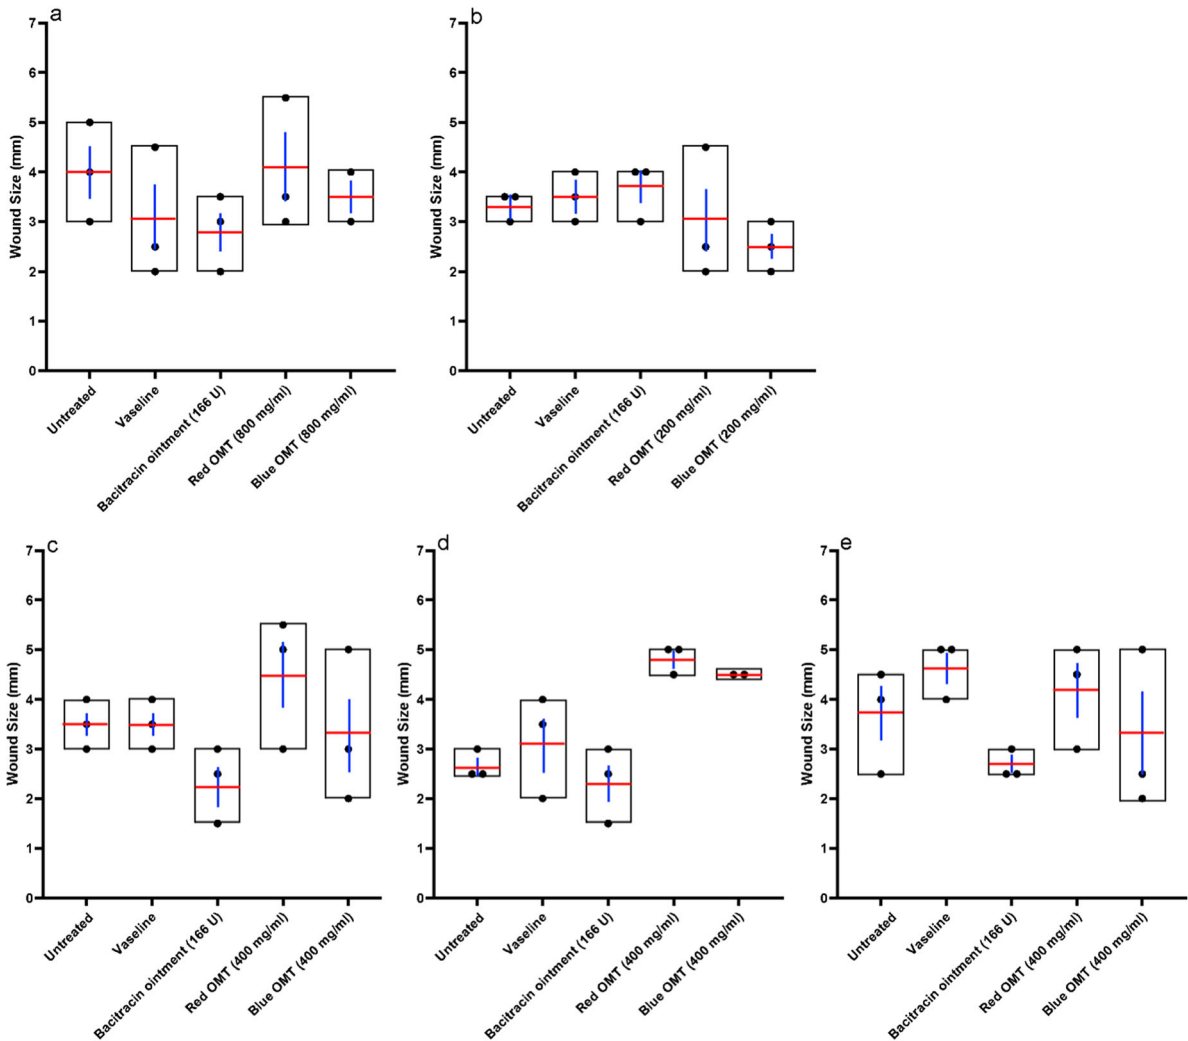 a
7
6
5
4
3
2
1
0
Wound Size (mm)
Untreated
Vaseline
Bacitracin ointment (166 U)
Red OMT (800 mg/ml)
Blue OMT (800 mg/ml)
b
7
6
5
4
3
2
1
0
Wound Size (mm)
Untreated
Vaseline
Bacitracin ointment (166 U)
Red OMT (200 mg/ml)
Blue OMT (200 mg/ml)
c
7
6
5
4
3
2
1
0
Wound Size (mm)
Untreated
Vaseline
Bacitracin ointment (166 U)
Red OMT (400 mg/ml)
Blue OMT (400 mg/ml)
d
7
6
5
4
3
2
1
0
Wound Size (mm)
Untreated
Vaseline
Bacitracin ointment (166 U)
Red OMT (400 mg/ml)
Blue OMT (400 mg/ml)
e
7
6
5
4
3
2
1
0
Wound Size (mm)
Untreated
Vaseline
Bacitracin ointment (166 U)
Red OMT (400 mg/ml)
Blue OMT (400 mg/ml)